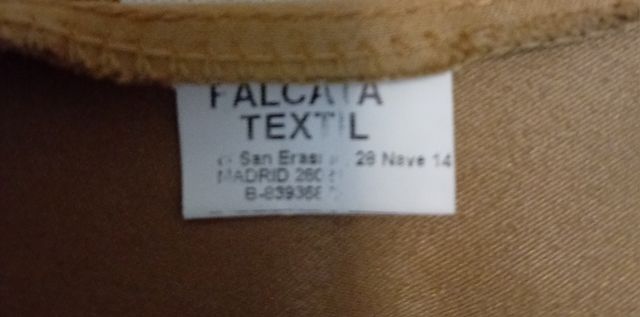 FALCATA
TEXTIL
San 28 Nave 14
MADRID